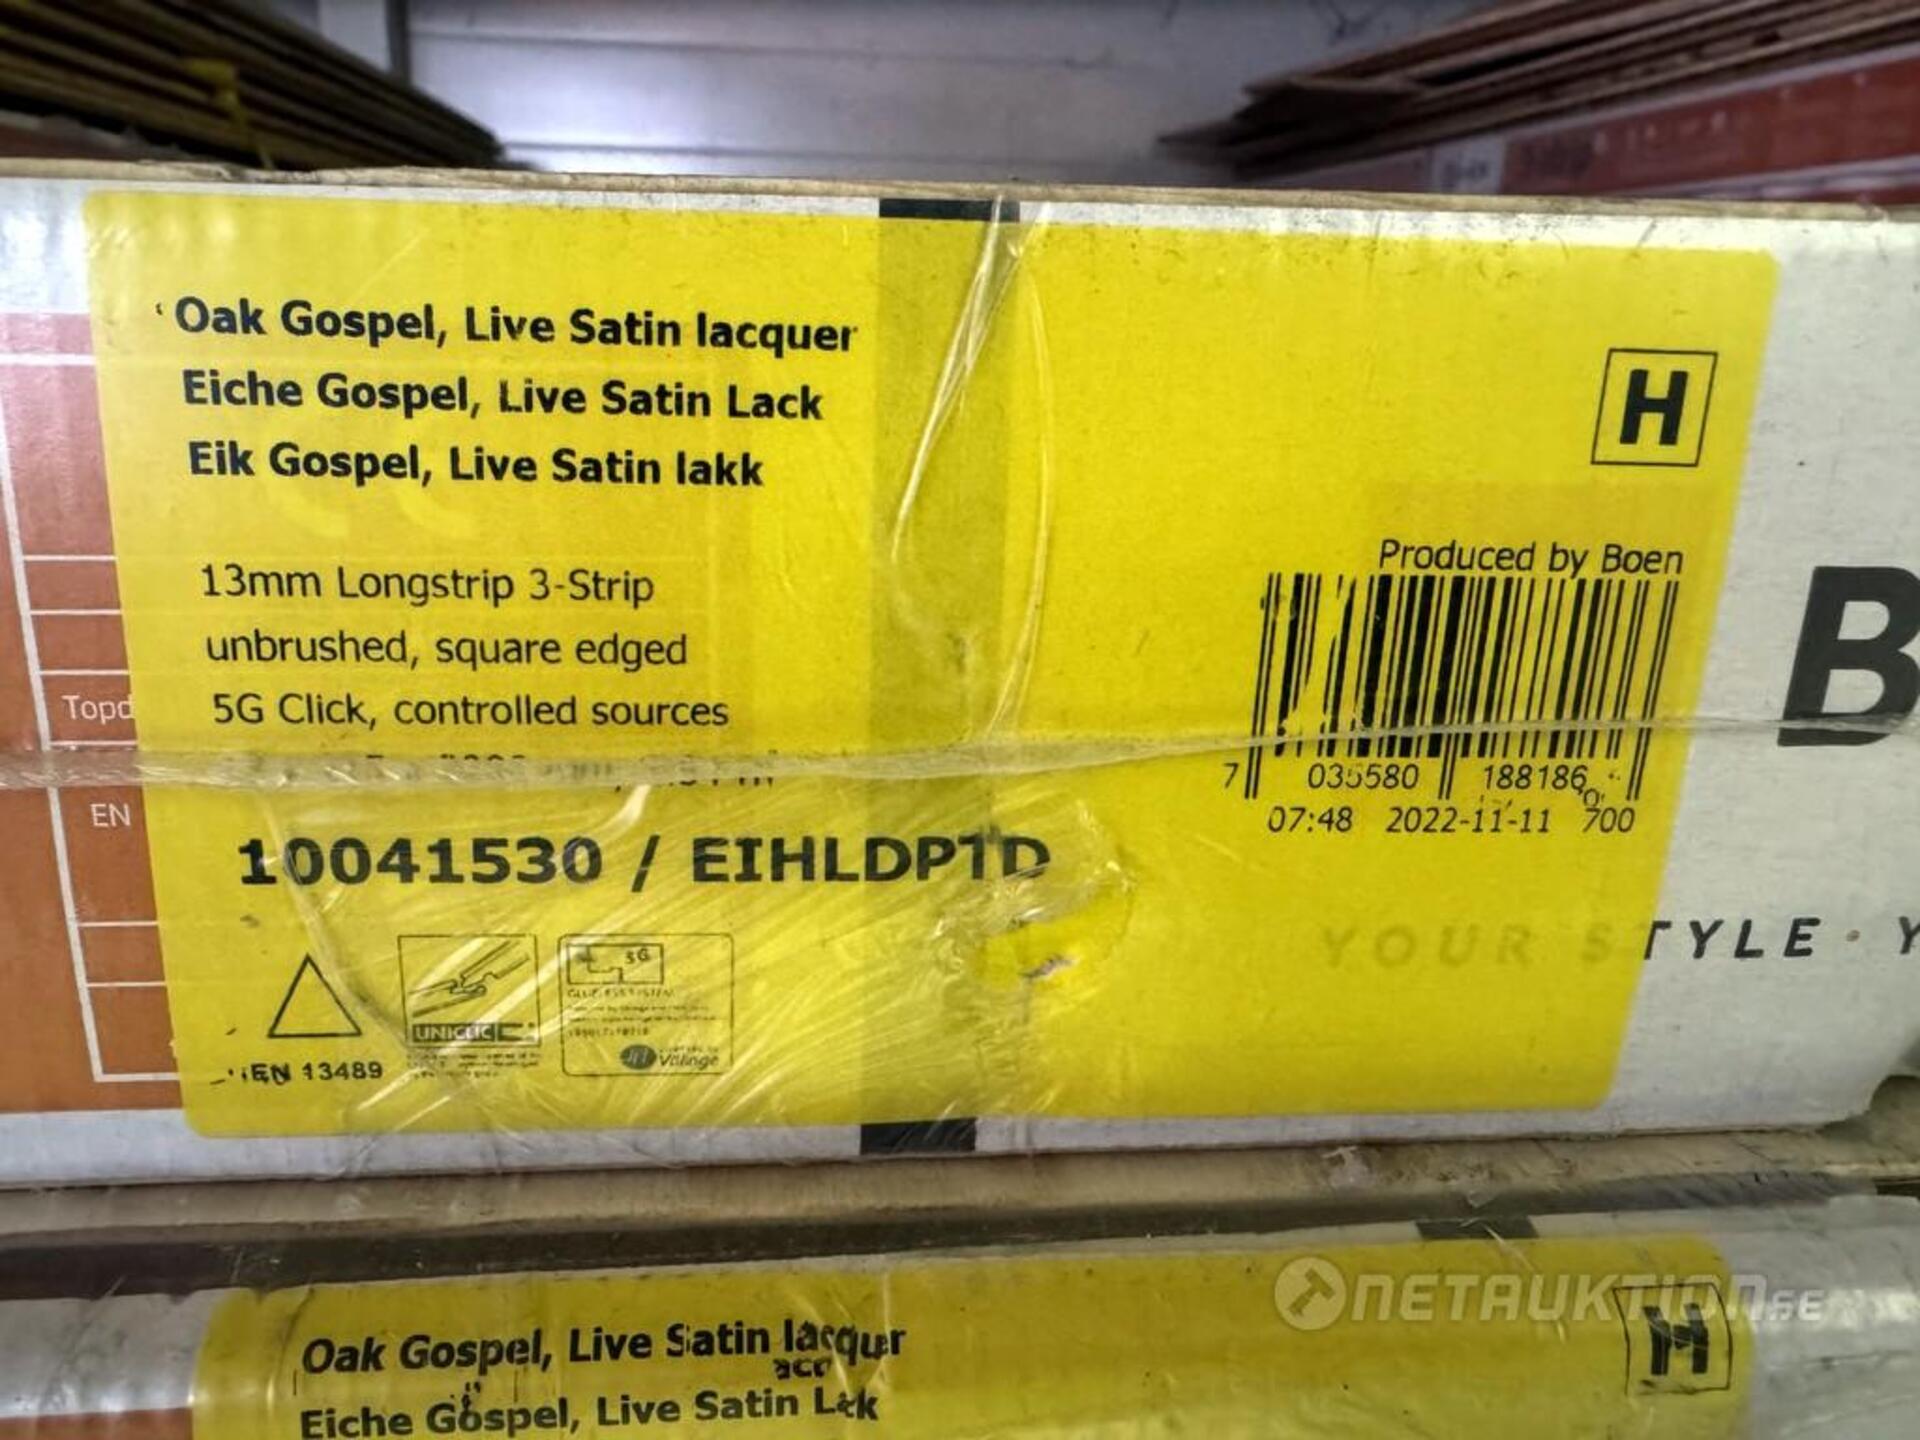 Oak Gospel, Live Satin lacquer
Eiche Gospel, Live Satin Lack
Eik Gospel, Live Satin lakk
H
13mm Longstrip 3-Strip
unbrushed, square edged
5G Click, controlled sources
Produced by Boen
7 035580 188186
07:48 2022-11-11 700
10041530 / EIHLDPTD
Topd
EN
B
YOUR STYLE · Y
5G
UNICLIC
Välinge
EN 13489
NETAUKTION.SE
Oak Gospel, Live Satin lacquer
H
Eiche Gospel, Live Satin Lack